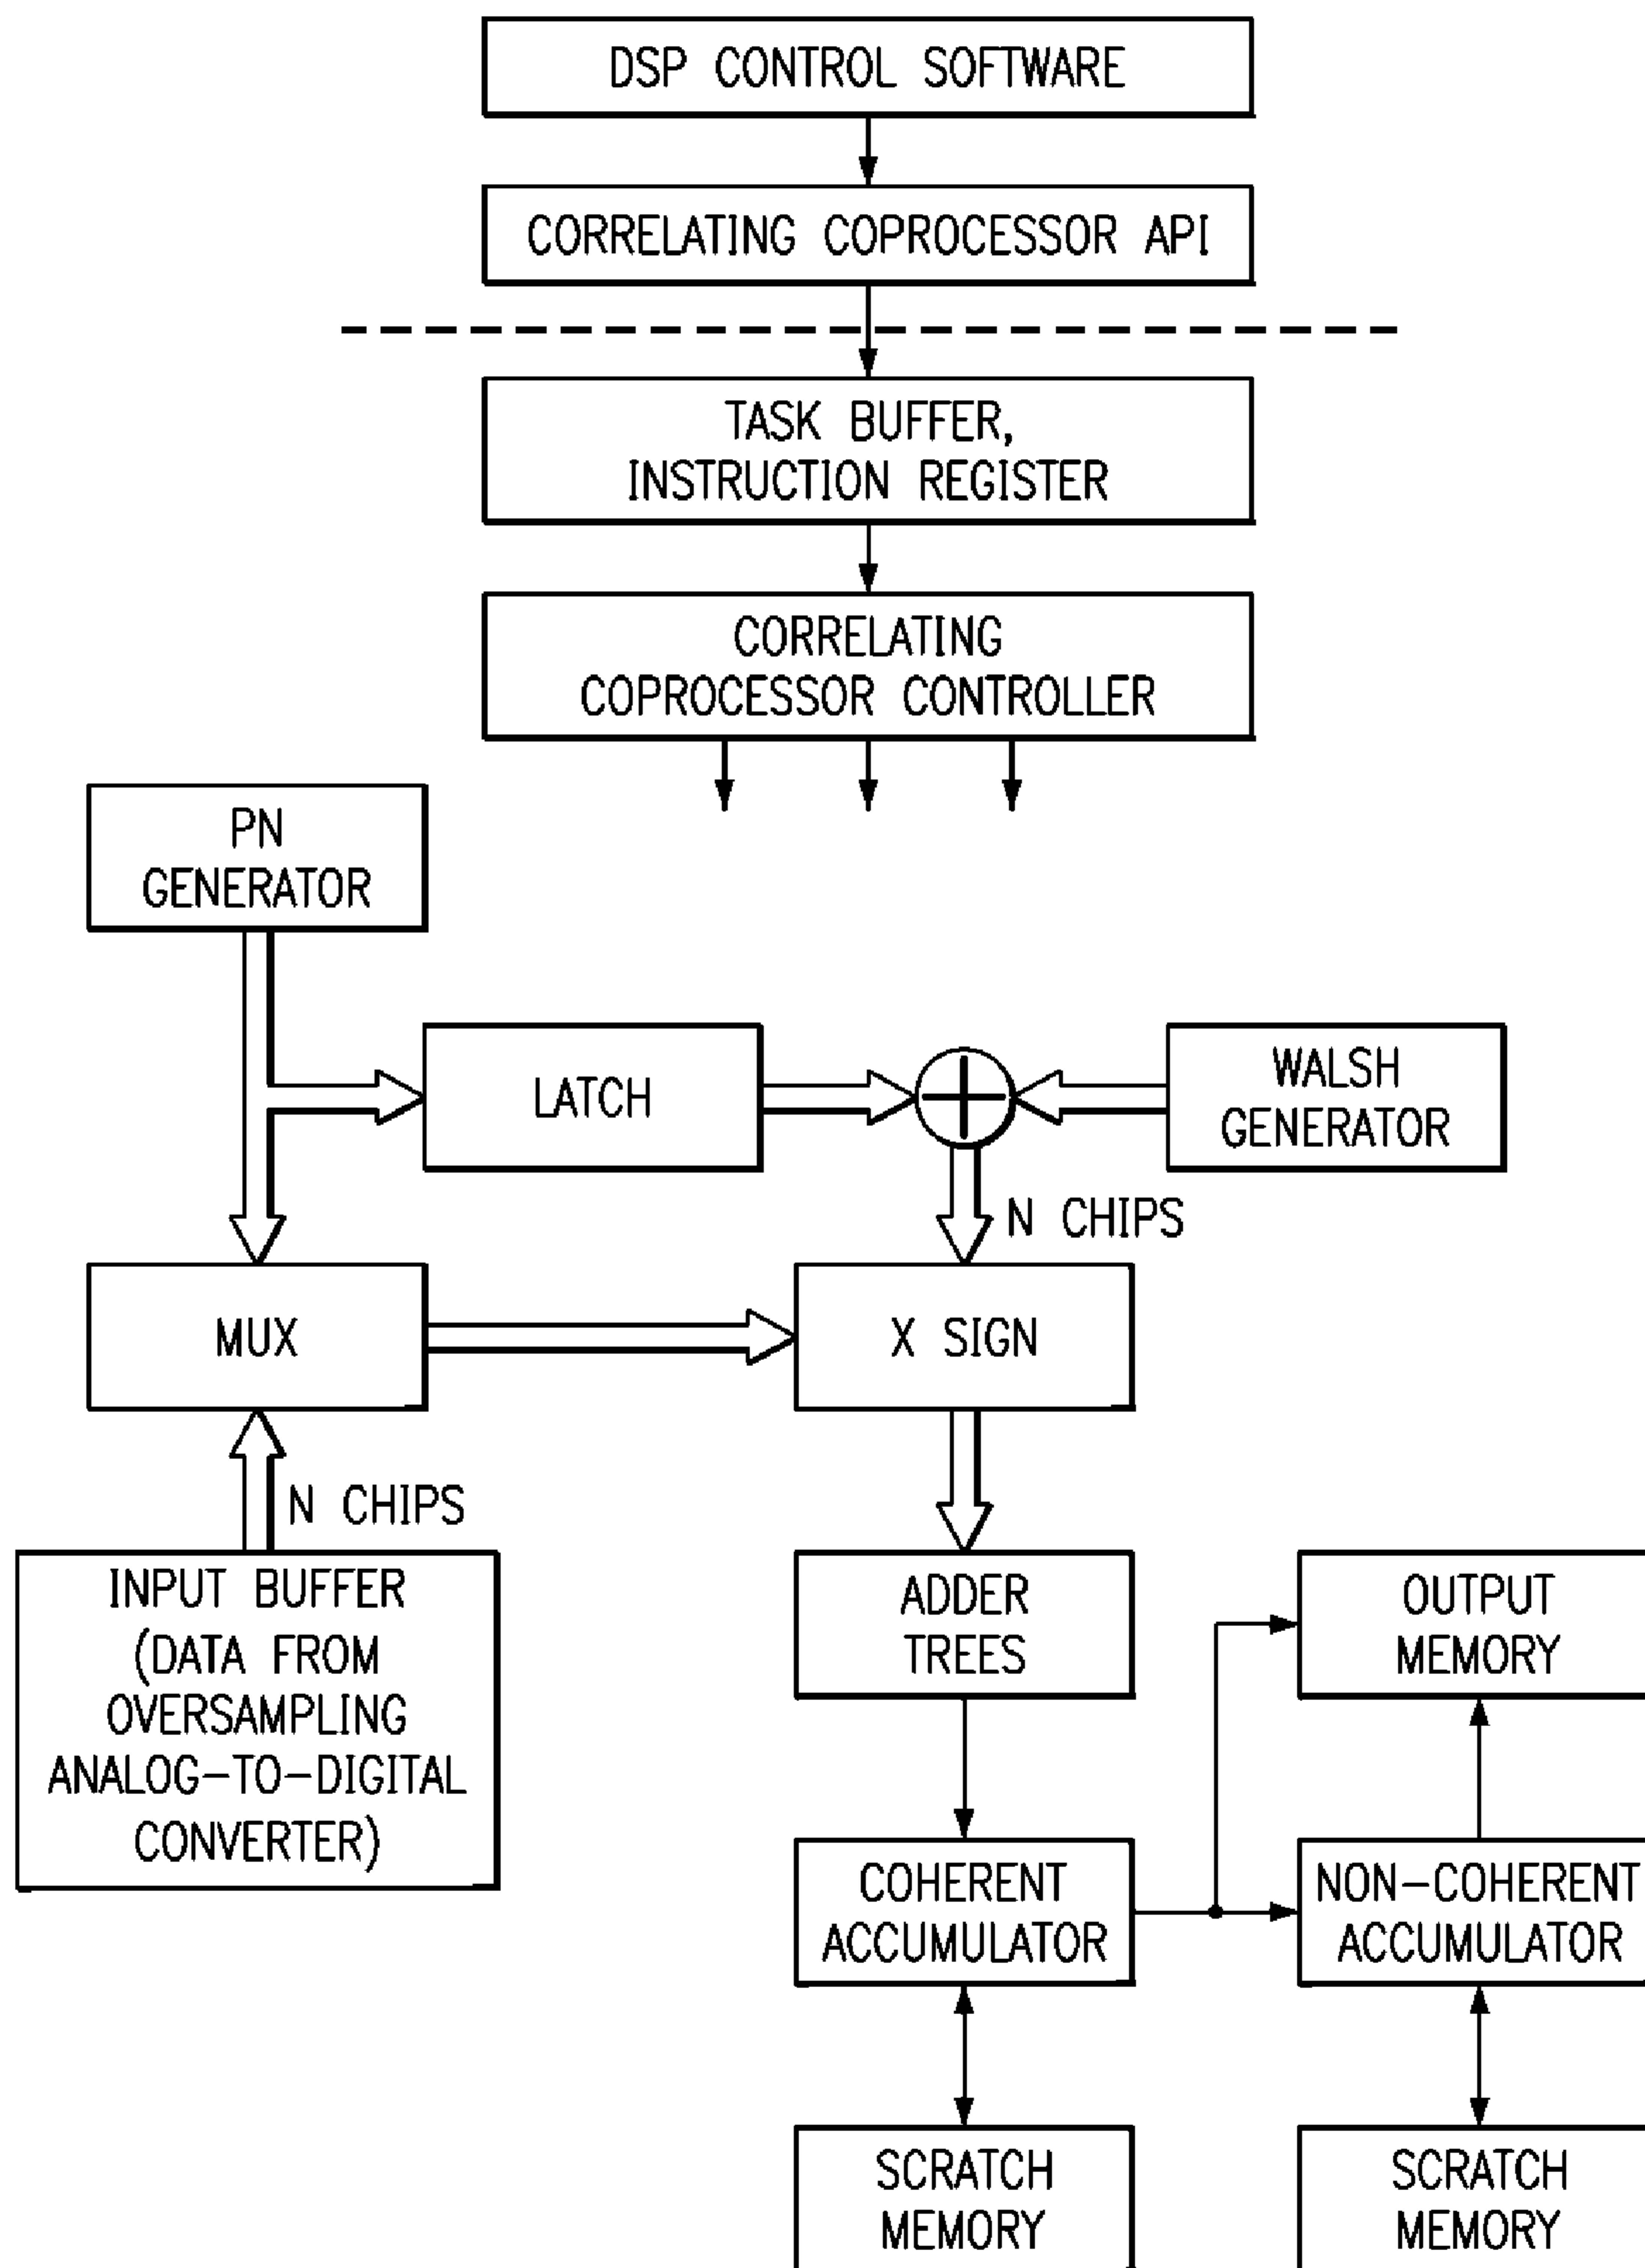 DSP CONTROL SOFTWARE
CORRELATING COPROCESSOR API
TASK BUFFER,
INSTRUCTION REGISTER
CORRELATING
COPROCESSOR CONTROLLER
PN
GENERATOR
LATCH
WALSH
GENERATOR
N CHIPS
MUX
X SIGN
N CHIPS
INPUT BUFFER
(DATA FROM
OVERSAMPLING
ANALOG-TO-DIGITAL
CONVERTER)
ADDER
TREES
OUTPUT
MEMORY
COHERENT
ACCUMULATOR
NON-COHERENT
ACCUMULATOR
SCRATCH
MEMORY
SCRATCH
MEMORY